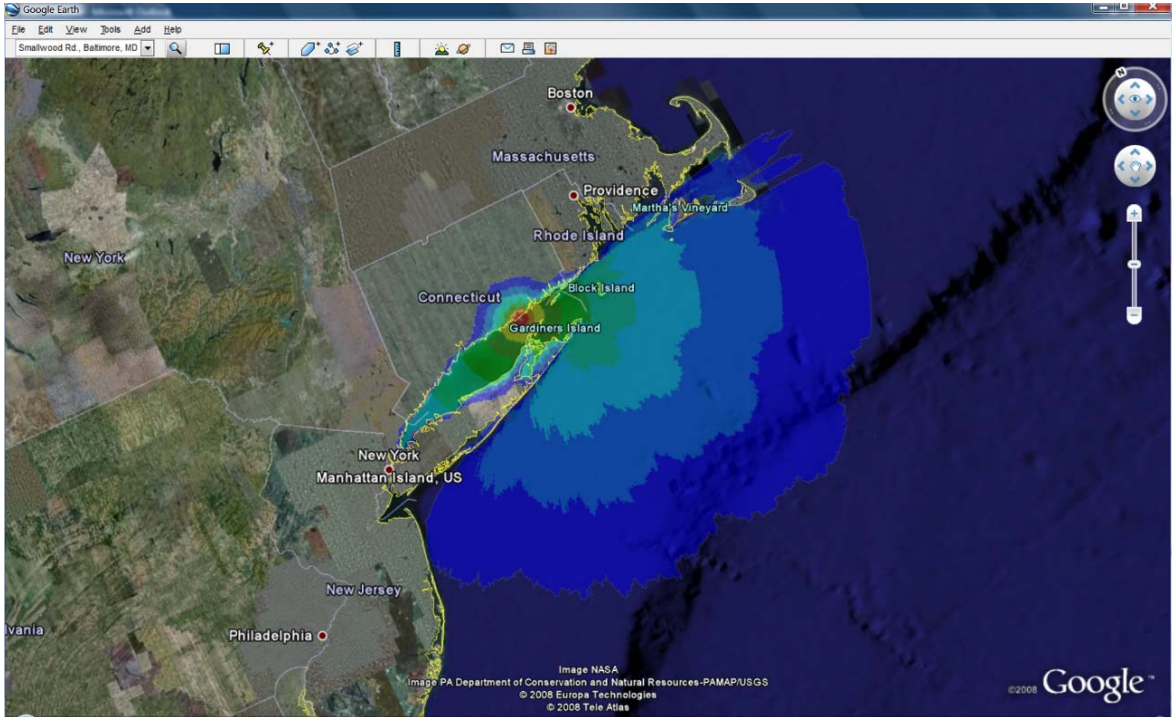 Google Earth
File Edit View Tools Add Help
Smallwood Rd., Baltimore, MD
N
Boston
Massachusetts
Providence
Martha's Vineyard
Rhode Island
New York
Block Island
Connecticut
Gardiners Island
New York
Manhattan Island, US
New Jersey
lvania
Philadelphia
Image NASA
Image PA Department of Conservation and Natural Resources-PAMAP/USGS
© 2008 Europa Technologies
© 2008 Tele Atlas
©2008 Google™